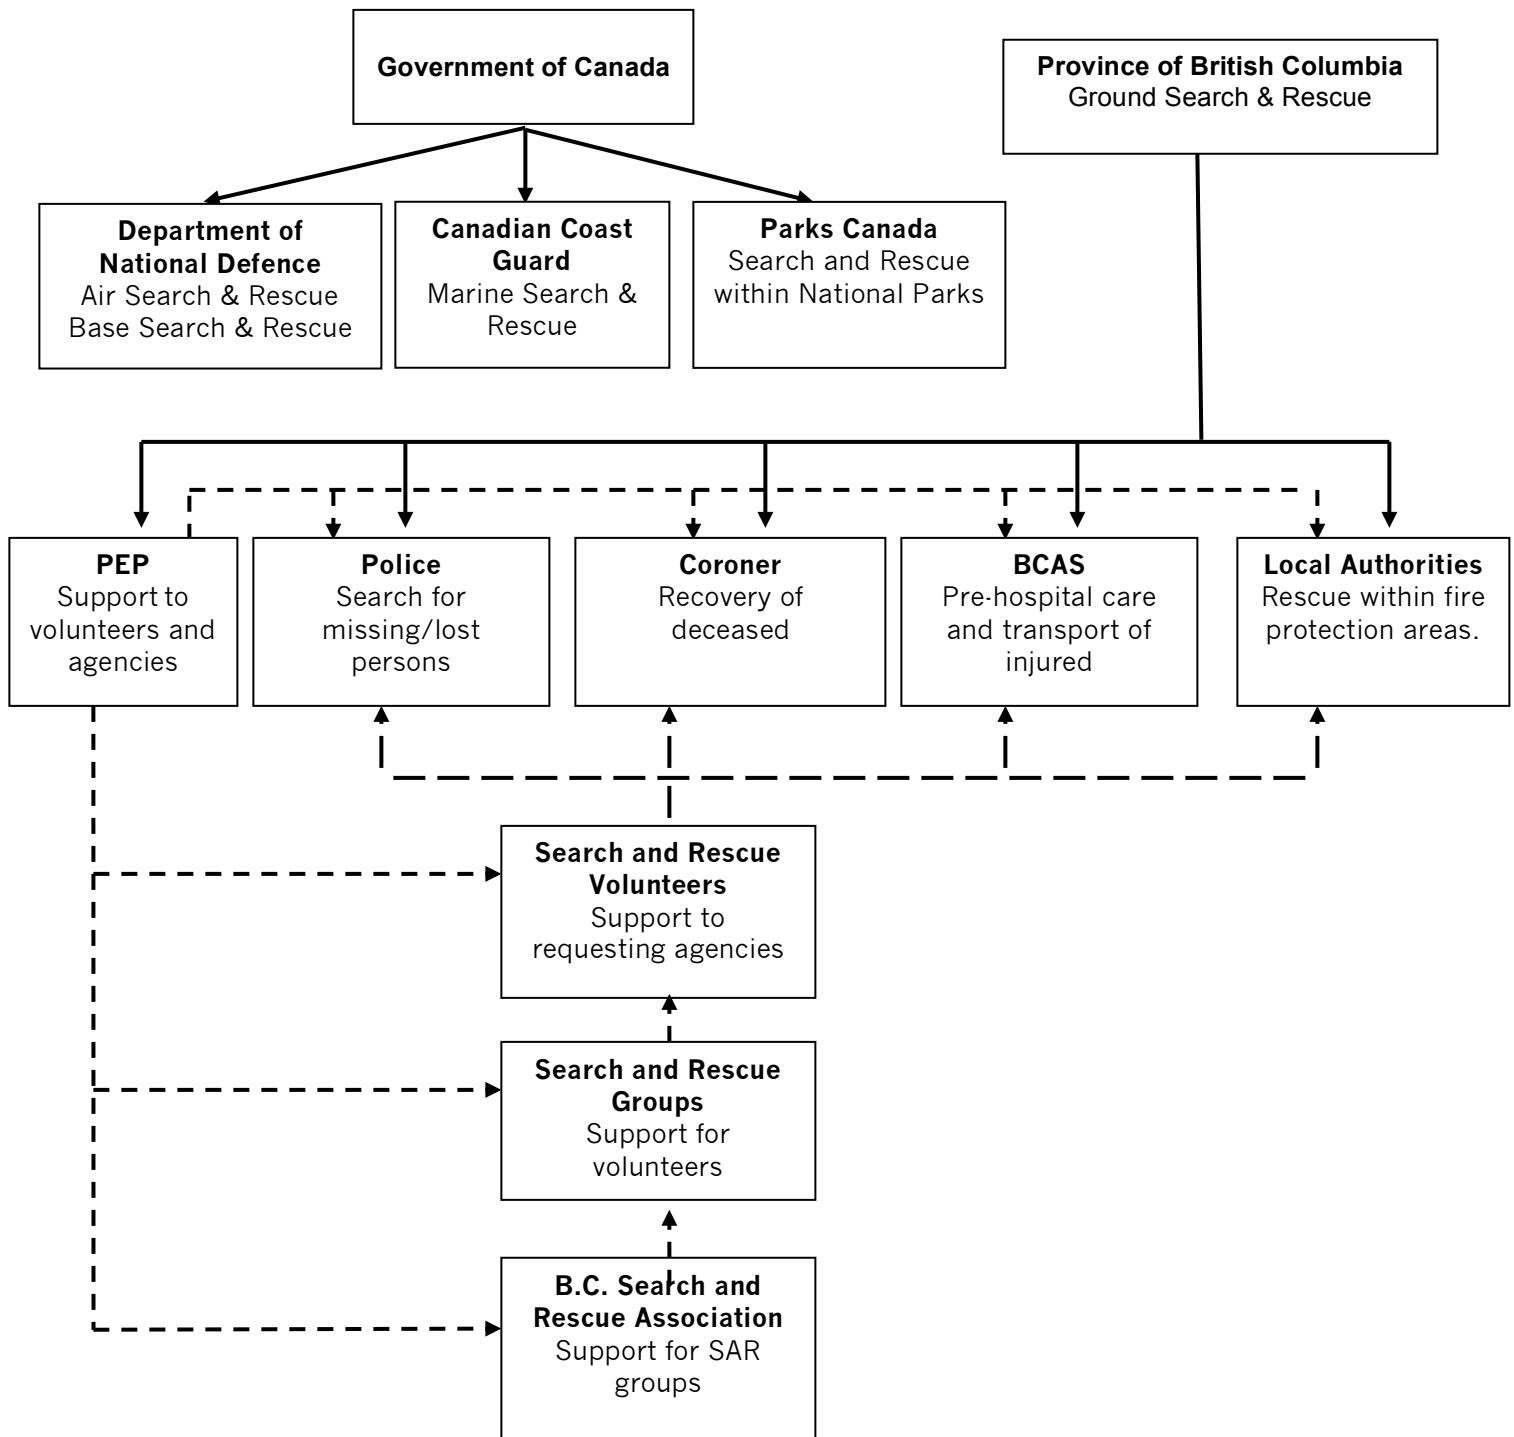 Government of Canada
Province of British Columbia
Ground Search & Rescue
Department of
National Defence
Air Search & Rescue
Base Search & Rescue
Canadian Coast
Guard
Marine Search &
Rescue
Parks Canada
Search and Rescue
within National Parks
PEP
Support to
volunteers and
agencies
Police
Search for
missing/lost
persons
Coroner
Recovery of
deceased
BCAS
Pre-hospital care
and transport of
injured
Local Authorities
Rescue within fire
protection areas.
Search and Rescue
Volunteers
Support to
requesting agencies
Search and Rescue
Groups
Support for
volunteers
B.C. Search and
Rescue Association
Support for SAR
groups